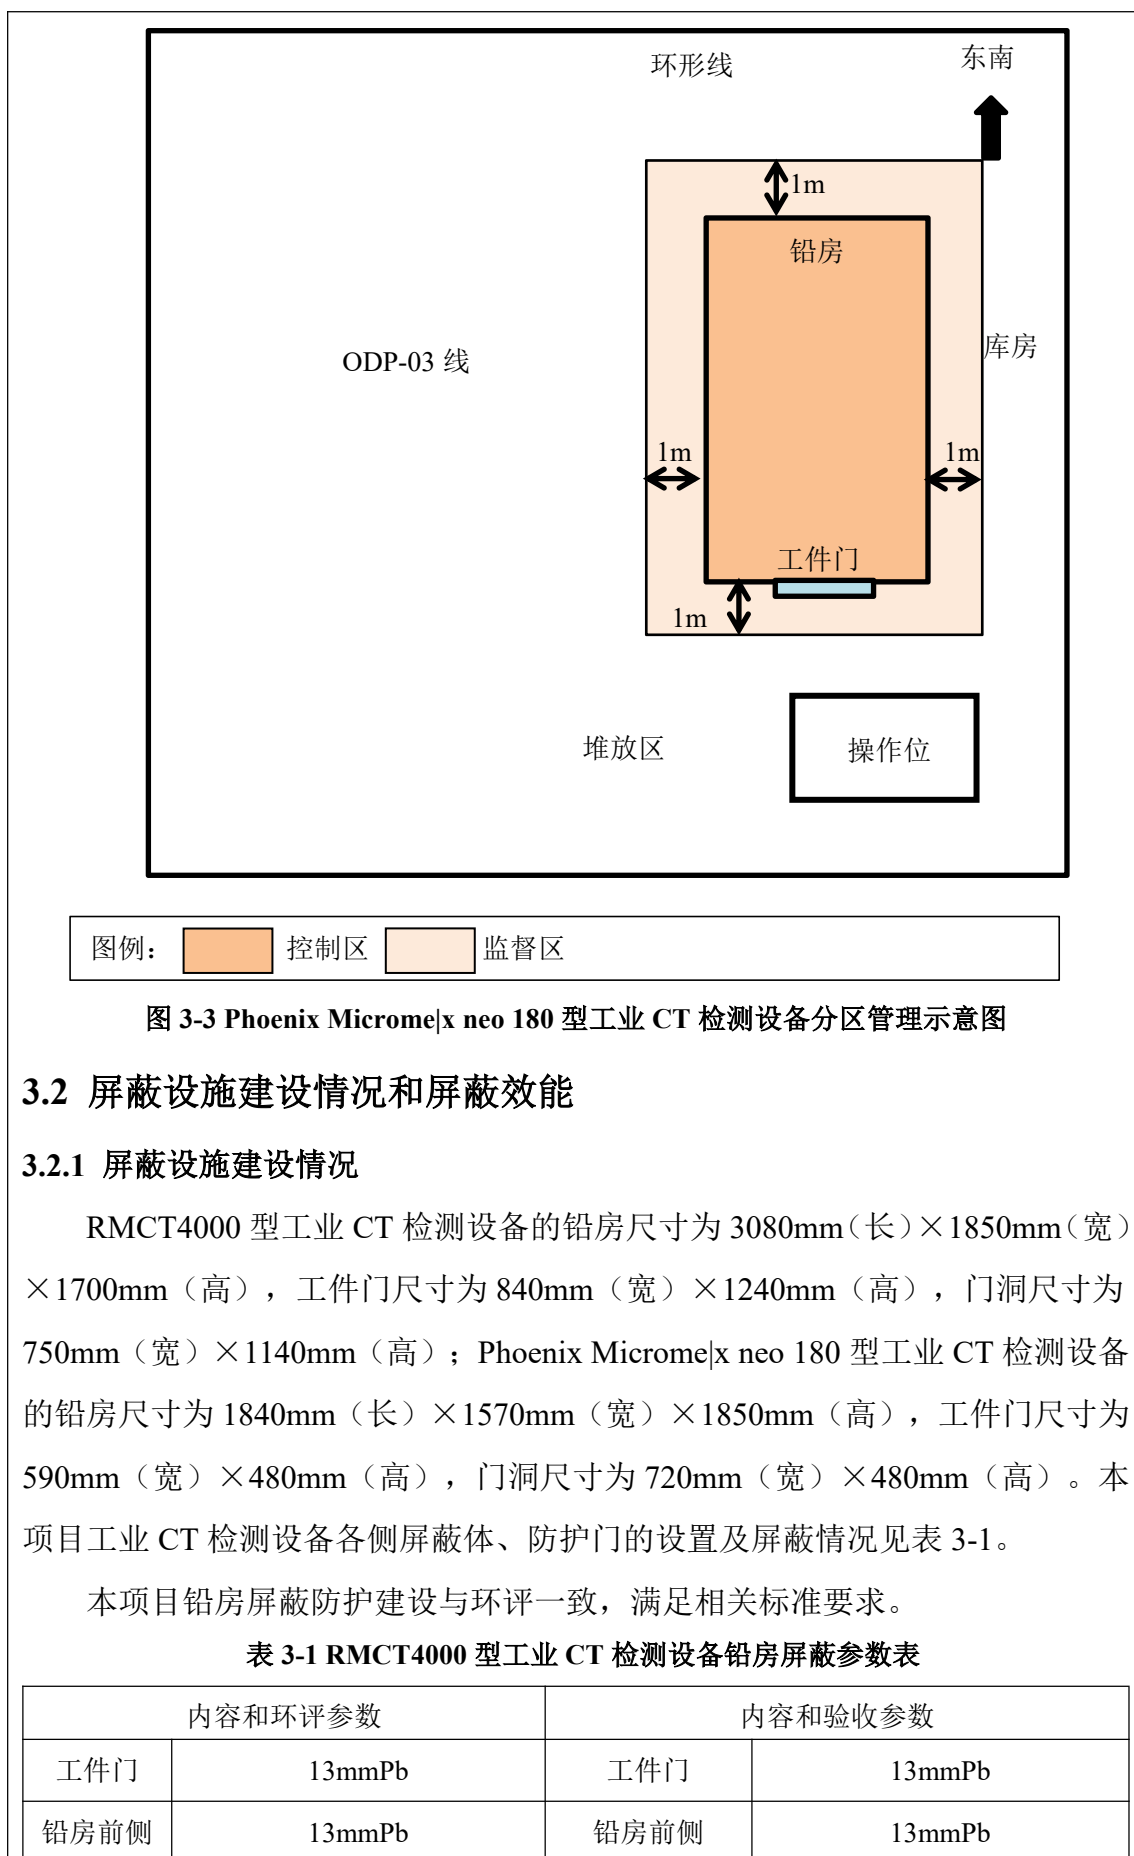 环形线
东南
1m
铅房
ODP-03 线
库房
1m
1m
工件门
1m
堆放区
操作位
图例：
控制区
监督区
图 3-3 Phoenix Microme|x neo 180 型工业 CT 检测设备分区管理示意图
3.2 屏蔽设施建设情况和屏蔽效能
3.2.1 屏蔽设施建设情况
RMCT4000 型工业 CT 检测设备的铅房尺寸为 3080mm（长）×1850mm（宽）
×1700mm（高），工件门尺寸为 840mm（宽）×1240mm（高），门洞尺寸为
750mm（宽）×1140mm（高）；Phoenix Microme|x neo 180 型工业 CT 检测设备
的铅房尺寸为 1840mm（长）×1570mm（宽）×1850mm（高），工件门尺寸为
590mm（宽）×480mm（高），门洞尺寸为 720mm（宽）×480mm（高）。本
项目工业 CT 检测设备各侧屏蔽体、防护门的设置及屏蔽情况见表 3-1。
本项目铅房屏蔽防护建设与环评一致，满足相关标准要求。
表 3-1 RMCT4000 型工业 CT 检测设备铅房屏蔽参数表
内容和环评参数 内容和验收参数
工件门 13mmPb 工件门 13mmPb
铅房前侧 13mmPb 铅房前侧 13mmPb